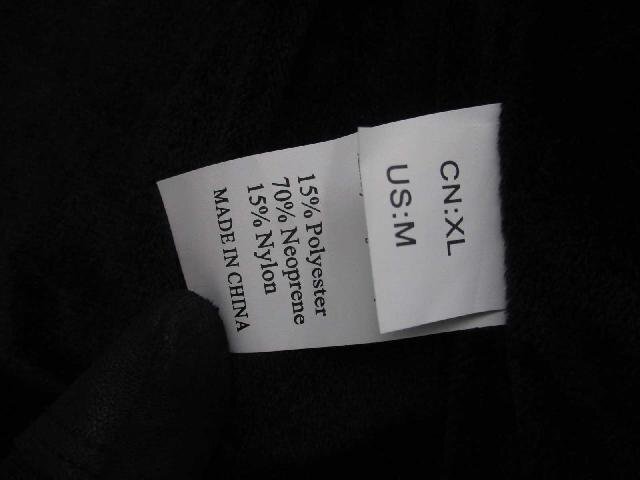 CN:XL
US:M
15% Polyester
70% Neoprene
15% Nylon
MADE IN CHINA